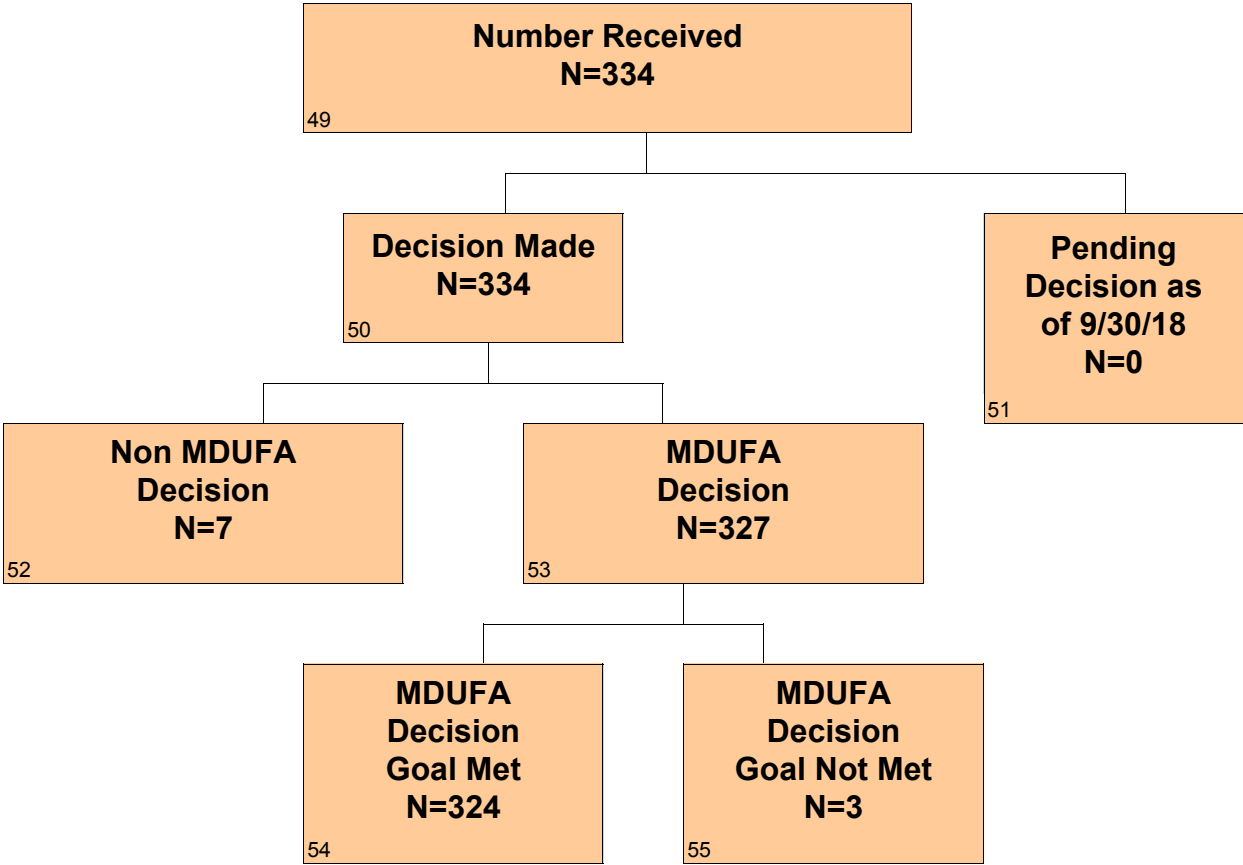 Number Received
N=334
49
Decision Made
N=334
50
Pending
Decision as
of 9/30/18
N=0
51
Non MDUFA
Decision
N=7
52
MDUFA
Decision
N=327
53
MDUFA
Decision
Goal Met
N=324
54
MDUFA
Decision
Goal Not Met
N=3
55